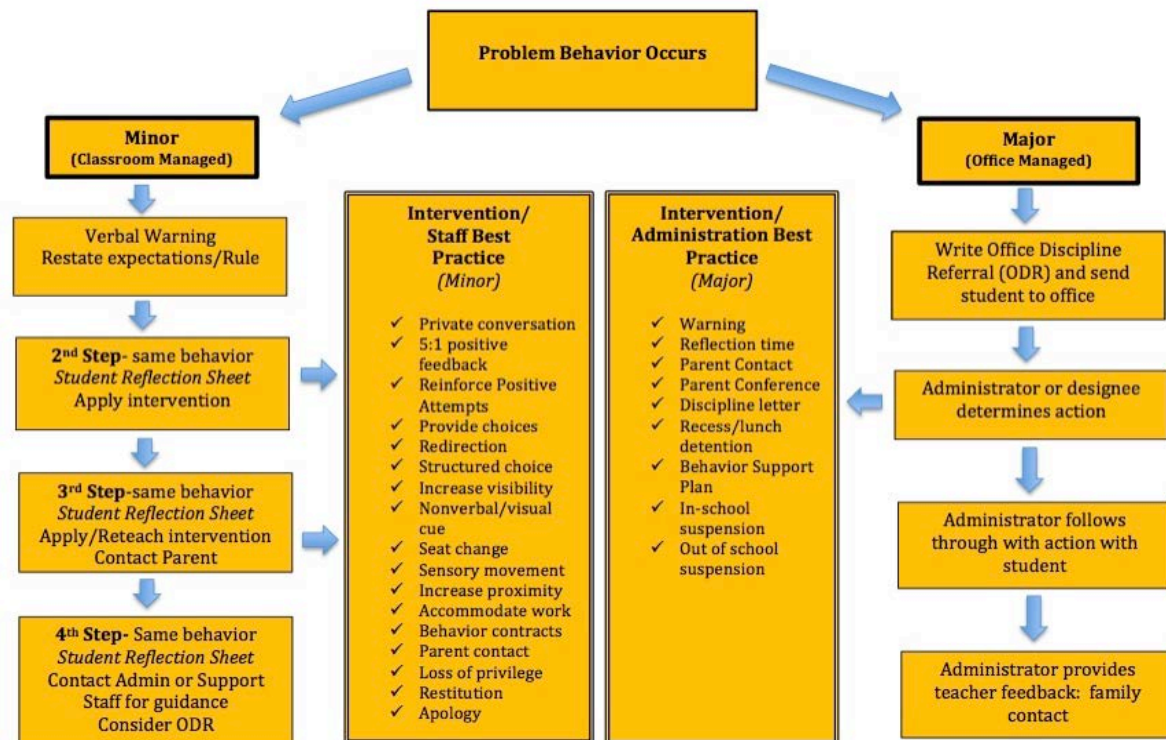 Problem Behavior Occurs
Minor
(Classroom Managed)
Verbal Warning
Restate expectations/Rule
2nd Step- same behavior
Student Reflection Sheet
Apply intervention
3rd Step-same behavior
Student Reflection Sheet
Apply/Reteach intervention
Contact Parent
4th Step- Same behavior
Student Reflection Sheet
Contact Admin or Support
Staff for guidance
Consider ODR
Intervention/
Staff Best
Practice
(Minor)
✓ Private conversation
✓ 5:1 positive
feedback
✓ Reinforce Positive
Attempts
✓ Provide choices
✓ Redirection
✓ Structured choice
✓ Increase visibility
✓ Nonverbal/visual
cue
✓ Seat change
✓ Sensory movement
✓ Increase proximity
✓ Accommodate work
✓ Behavior contracts
✓ Parent contact
✓ Loss of privilege
✓ Restitution
✓ Apology
Intervention/
Administration Best
Practice
(Major)
✓ Warning
✓ Reflection time
✓ Parent Contact
✓ Parent Conference
✓ Discipline letter
✓ Recess/lunch
detention
✓ Behavior Support
Plan
✓ In-school
suspension
✓ Out of school
suspension
Major
(Office Managed)
Write Office Discipline
Referral (ODR) and send
student to office
Administrator or designee
determines action
Administrator follows
through with action with
student
Administrator provides
teacher feedback:  family
contact